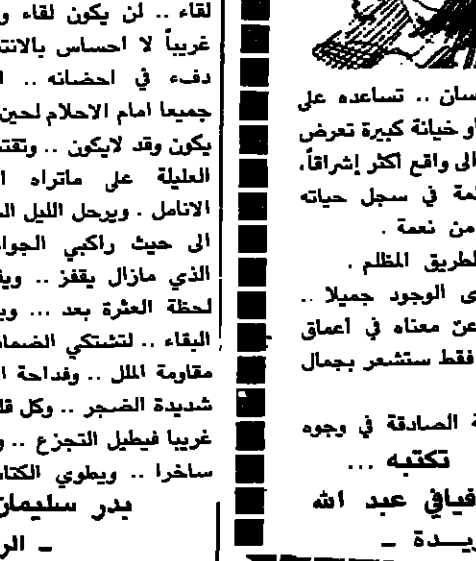 سان .. تساعده على
و خيانة كبيرة تعرض
الى واقع اكثر إشراقاً،
مة في سجل حياته
من نعمة .
لطريق المظلم .
ى الوجود جميلا ..
عن معناه في أعماق
فقط ستشعر بجمال
ة الصادقة في وجوه
تكتبه ...
فيافي عبد الله
يـدة -
لقاء .. لن يكون لقاء و
غريباً لا احساس بالانت
دفء في احضانه .. ا
جميعا امام الاحلام لحين
يكون وقد لايكون .. وتقت
العليلة على ماتراه ا
الانامل . ويرحل الليل ال
الى حيث راكبي الجوا
الذي مازال يقفز .. وية
لحظة العثرة بعد ... وي
البقاء .. لتشتكي الضما
مقاومة الملل .. وفداحة ا
شديدة الضجر .. وكل قل
غريبا فيطيل التجزع .. و
ساخرا .. ويطوي الكتا
بدر سليمان
- الر